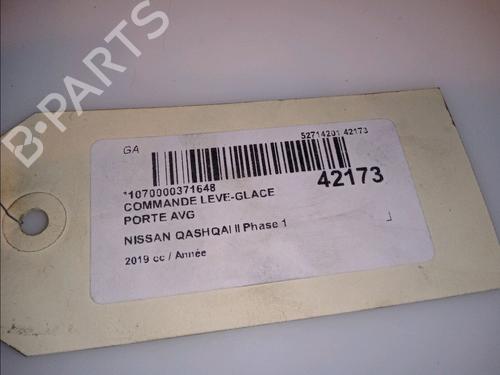 B-PARTS
GA
52714201 42173
*1070000371648
42173
COMMANDE LEVE-GLACE
PORTE AVG
NISSAN QASHQAI II Phase 1
2019 cc / Année